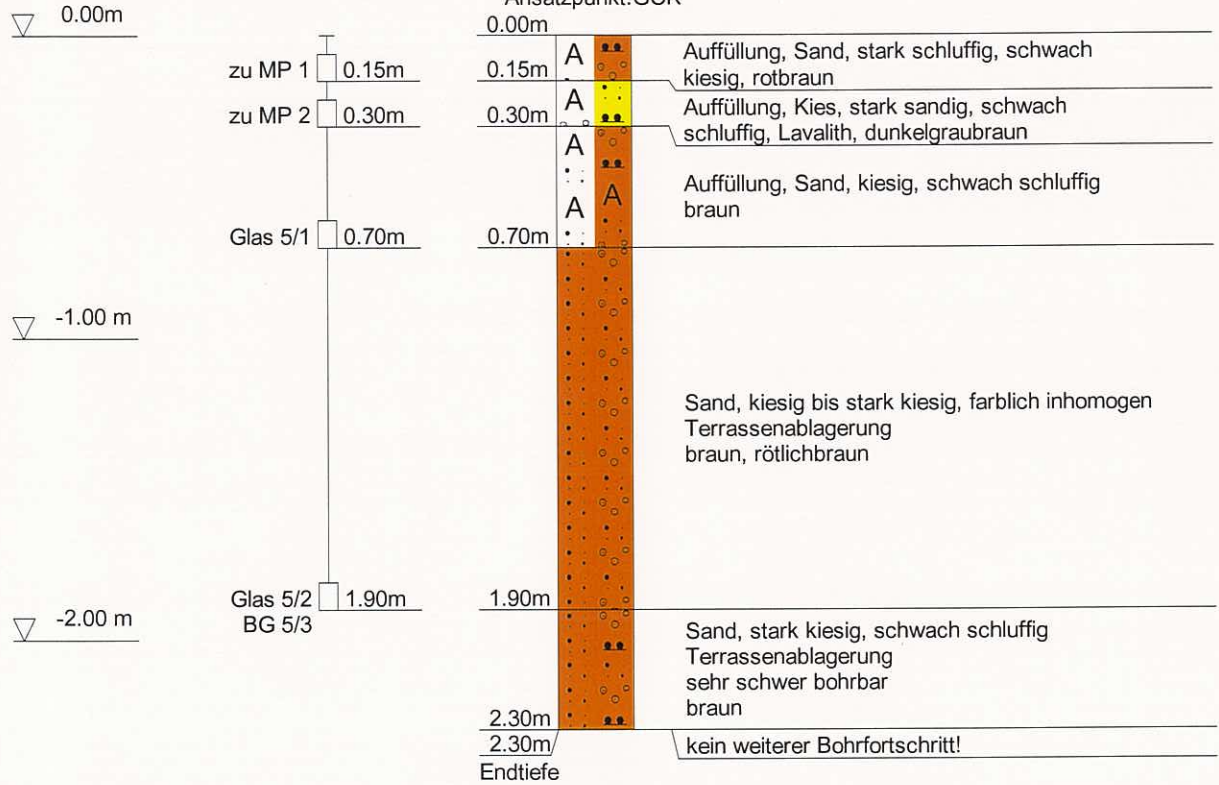 Ansatzpunkt:GOK
0.00m
0.00m
zu MP 1 0.15m
0.15m
A
Auffüllung, Sand, stark schluffig, schwach
kiesig, rotbraun
zu MP 2 0.30m
0.30m
A
Auffüllung, Kies, stark sandig, schwach
schluffig, Lavalith, dunkelgraubraun
A
A
A
Auffüllung, Sand, kiesig, schwach schluffig
braun
Glas 5/1 0.70m
0.70m
-1.00 m
Sand, kiesig bis stark kiesig, farblich inhomogen
Terrassenablagerung
braun, rötlichbraun
Glas 5/2 1.90m
BG 5/3
1.90m
-2.00 m
Sand, stark kiesig, schwach schluffig
Terrassenablagerung
sehr schwer bohrbar
braun
2.30m
2.30m
kein weiterer Bohrfortschritt!
Endtiefe